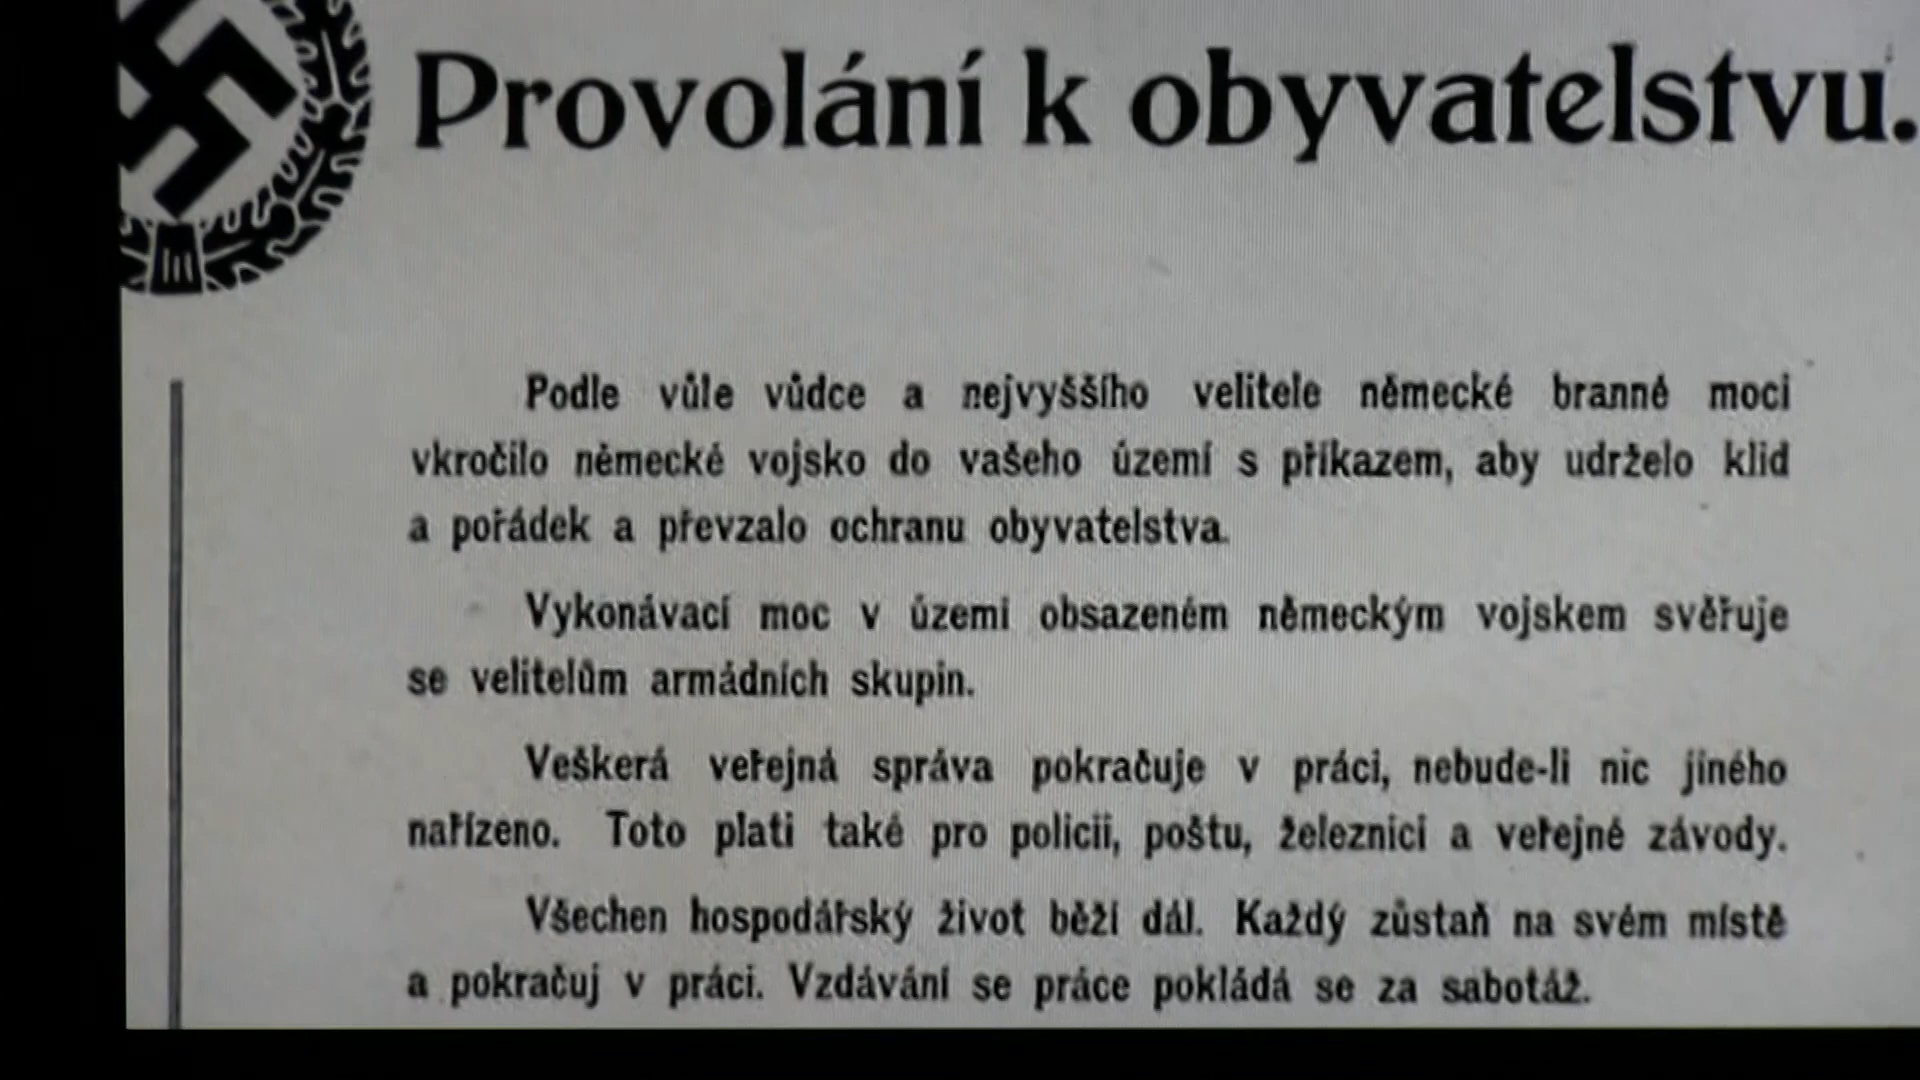 Provolání k obyvatelstvu.
Podle vůle vůdce a nejvyššího velitele německé branné moci
vkročilo německé vojsko do vašeho území s příkazem, aby udrželo klid
a pořádek a převzalo ochranu obyvatelstva.
Vykonávací moc v území obsazeném německým vojskem svěřuje
se velitelům armádních skupin.
Veškerá veřejná správa pokračuje v práci, nebude-li nic jiného
nařízeno. Toto plati také pro policii, poštu, železnici a veřejné závody.
Všechen hospodářský život běží dál. Každý zůstaň na svém místě
a pokračuj v práci. Vzdávání se práce pokládá se za sabotáž.